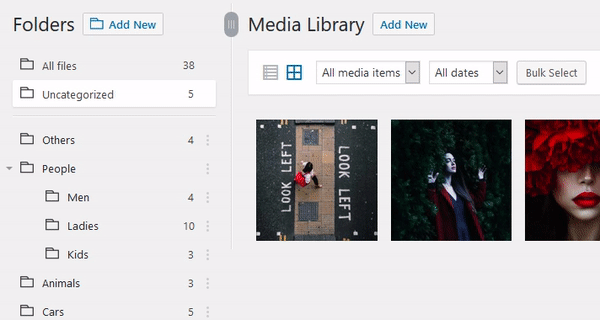 Folders
Add New
All files 38
Uncategorized 5
Others 4
People
Men 4
Ladies 10
Kids 3
Animals 3
Cars 5
Media Library
Add New
All media items
All dates
Bulk Select
LOOK LEFT
LOOK LEFT